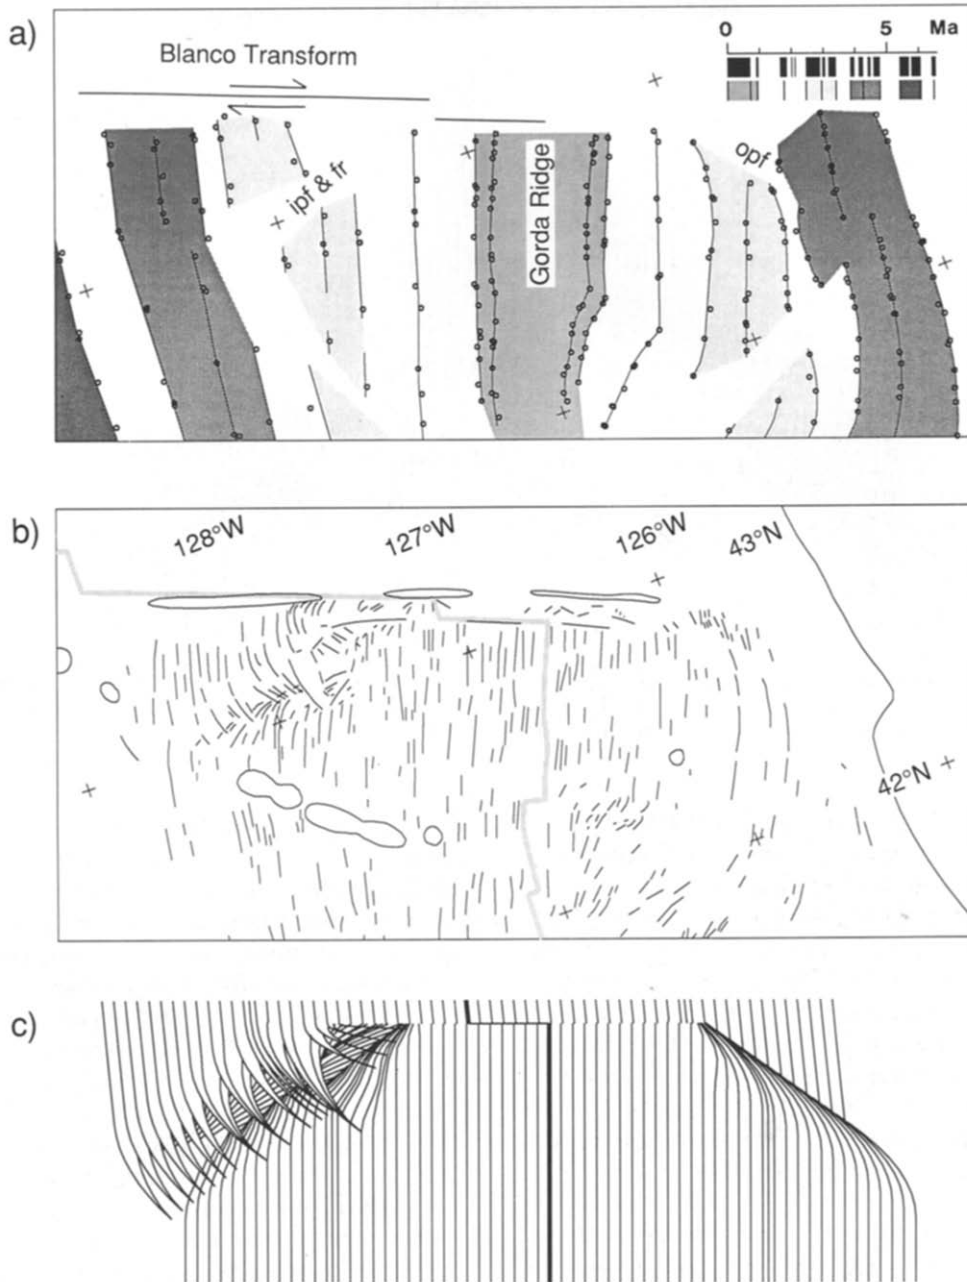 a)
Blanco Transform
0 5 Ma
ipf & fr
Gorda Ridge
opf
b)
128°W
127°W
126°W
43°N
42°N
c)